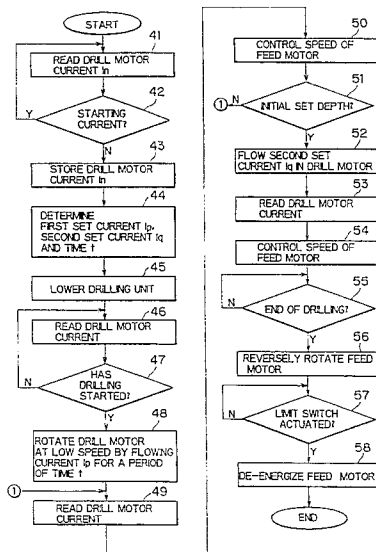 START
41
READ DRILL MOTOR
CURRENT In
42
STARTING
CURRENT?
Y
N
43
STORE DRILL MOTOR
CURRENT In
44
DETERMINE
FIRST SET CURRENT Ip,
SECOND SET CURRENT Iq
AND TIME t
45
LOWER DRILLING UNIT
46
READ DRILL MOTOR
CURRENT
47
HAS
DRILLING
STARTED?
N
Y
48
ROTATE DRILL MOTOR
AT LOW SPEED BY FLOWING
CURRENT Ip FOR A PERIOD
OF TIME t
1
49
READ DRILL MOTOR
CURRENT
50
CONTROL SPEED OF
FEED MOTOR
51
1 N
INITIAL SET DEPTH?
Y
52
FLOW SECOND SET
CURRENT Iq IN DRILL MOTOR
53
READ DRILL MOTOR
CURRENT
54
CONTROL SPEED OF
FEED MOTOR
55
END OF DRILLING?
N
Y
56
REVERSELY ROTATE FEED
MOTOR
57
LIMIT SWITCH
ACTUATED?
N
Y
58
DE-ENERGIZE FEED MOTOR
END